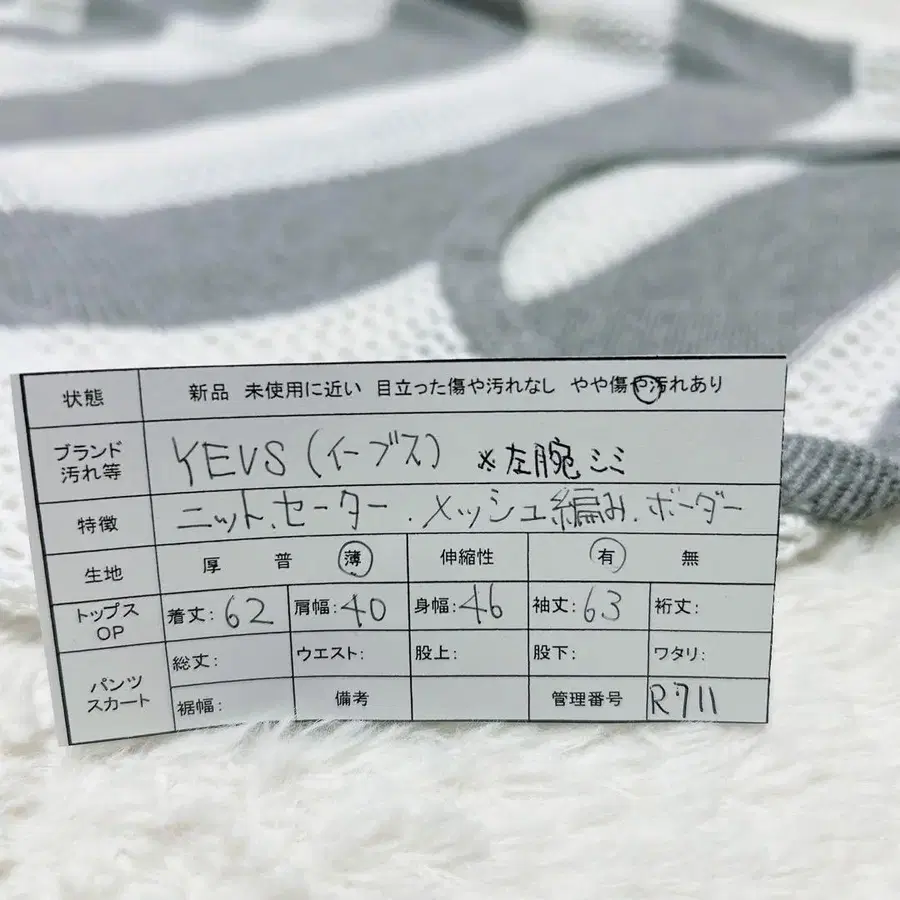 状態 新品 未使用に近い 目立った傷や汚れなし やや傷や汚れあり
ブランド 汚れ等 YEVS (イーブス) ※左腕シミ
特徴 ニット.セーター.メッシュ編み.ボーダー
生地 厚 普 薄 伸縮性 有 無
トップス OP 着丈:62 肩幅:40 身幅:46 袖丈:63 裄丈:
パンツ スカート 総丈: ウエスト: 股上: 股下: ワタリ:
裾幅: 備考 管理番号 R.711